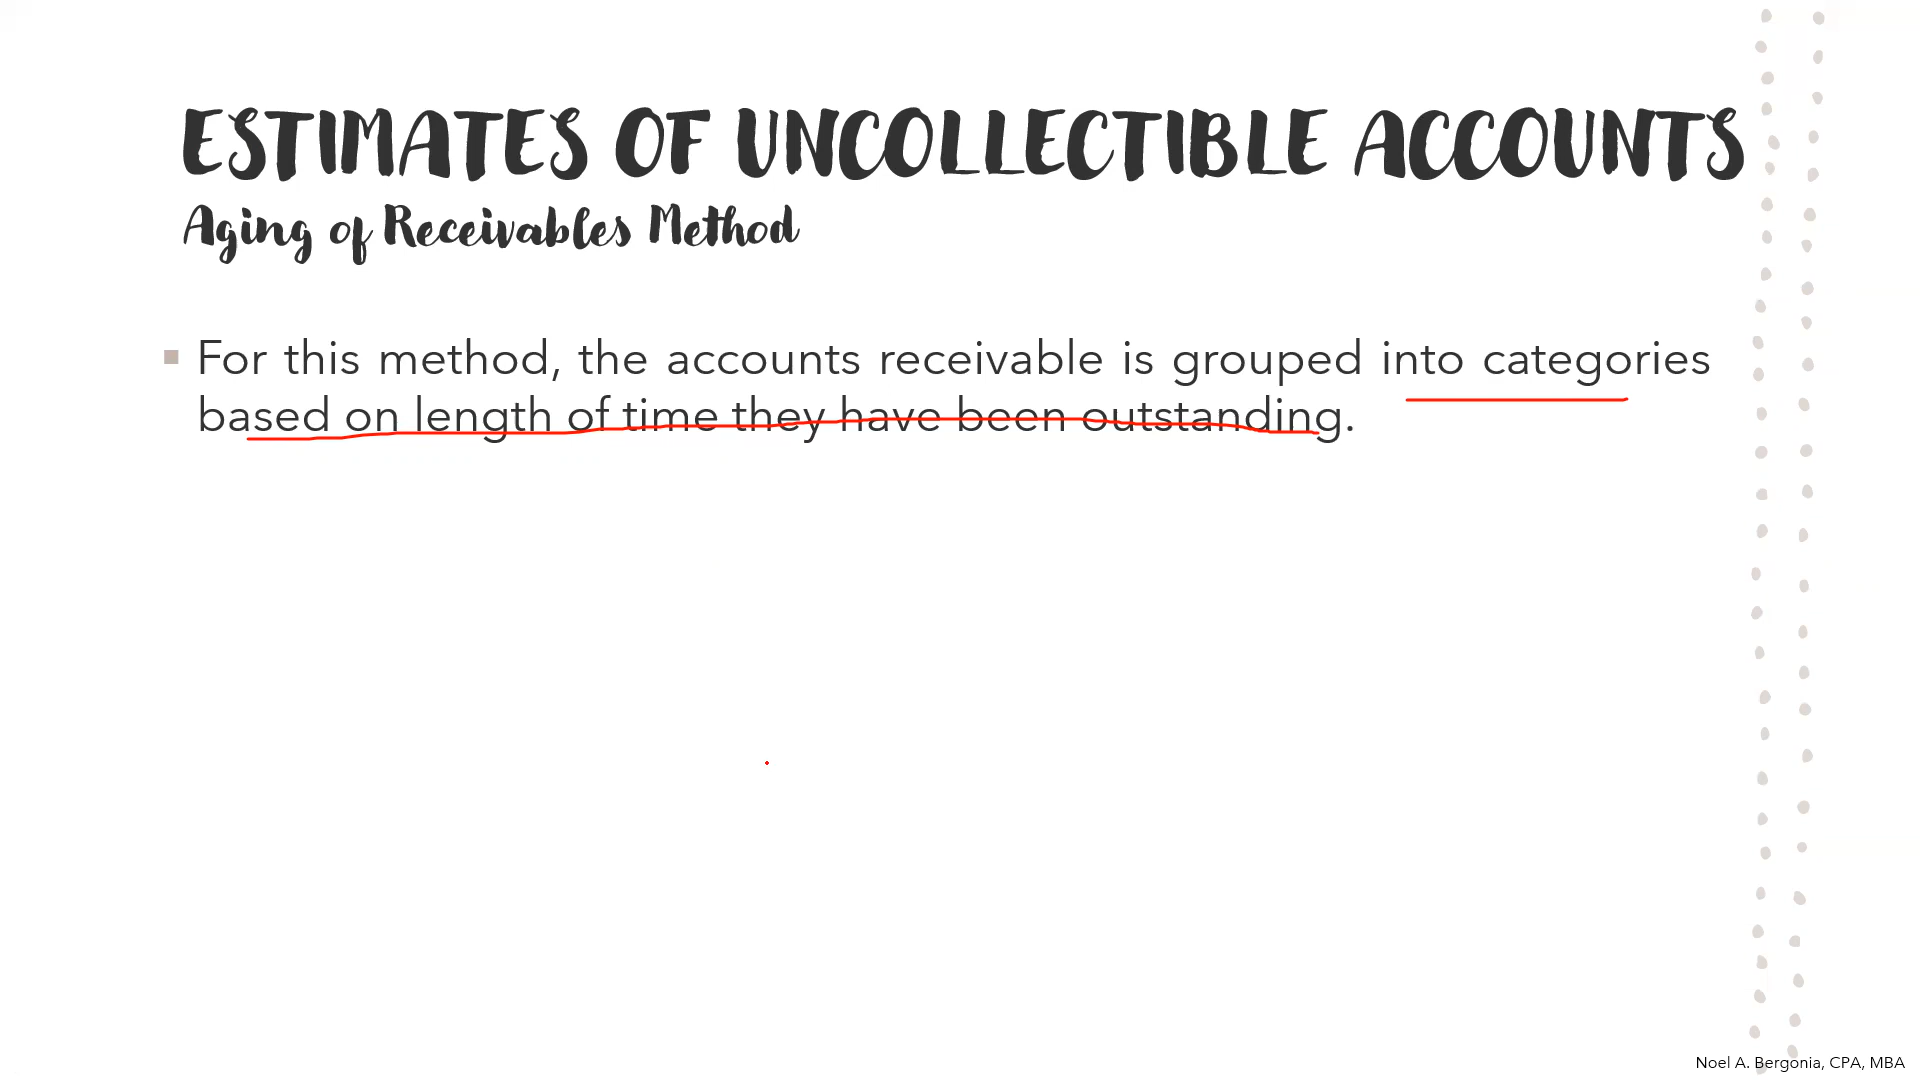 ESTIMATES OF UNCOLLECTIBLE ACCOUNTS
Aging of Receivables Method
For this method, the accounts receivable is grouped into categories
based on length of time they have been outstanding.
Noel A. Bergonia, CPA, MBA